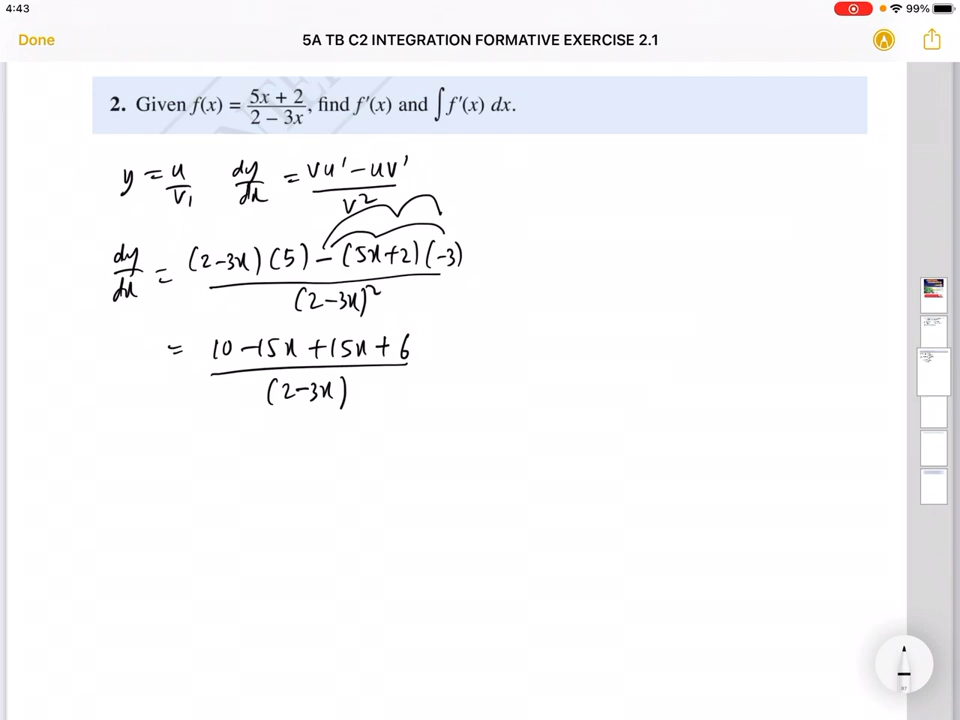 4:43
99%
Done
5A TB C2 INTEGRATION FORMATIVE EXERCISE 2.1
2. Given f(x) = (5x + 2)/(2 – 3x), find f'(x) and ∫ f'(x) dx.
y = u/v, dy/dx = (vu' – uv')/v²
dy/dx = ((2–3x)(5) – (5x+2)(–3))/(2–3x)²
= (10 –15x + 15x + 6)/(2–3x)
97